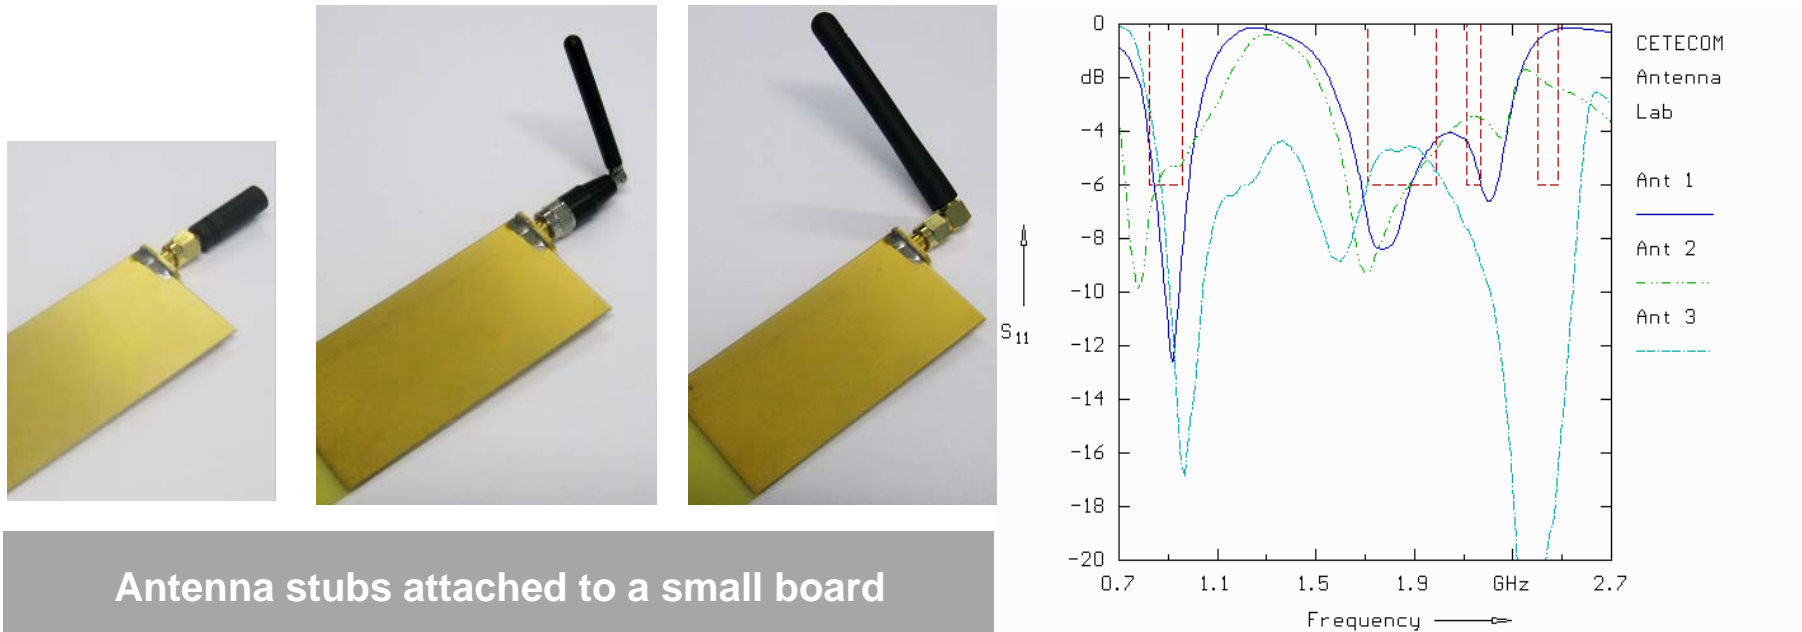 Antenna stubs attached to a small board
0
dB
-4
-6
-8
-10
-12
-14
-16
-18
-20
S11
0.7
1.1
1.5
1.9
GHz
2.7
Frequency
CETECOM
Antenna
Lab
Ant 1
Ant 2
Ant 3